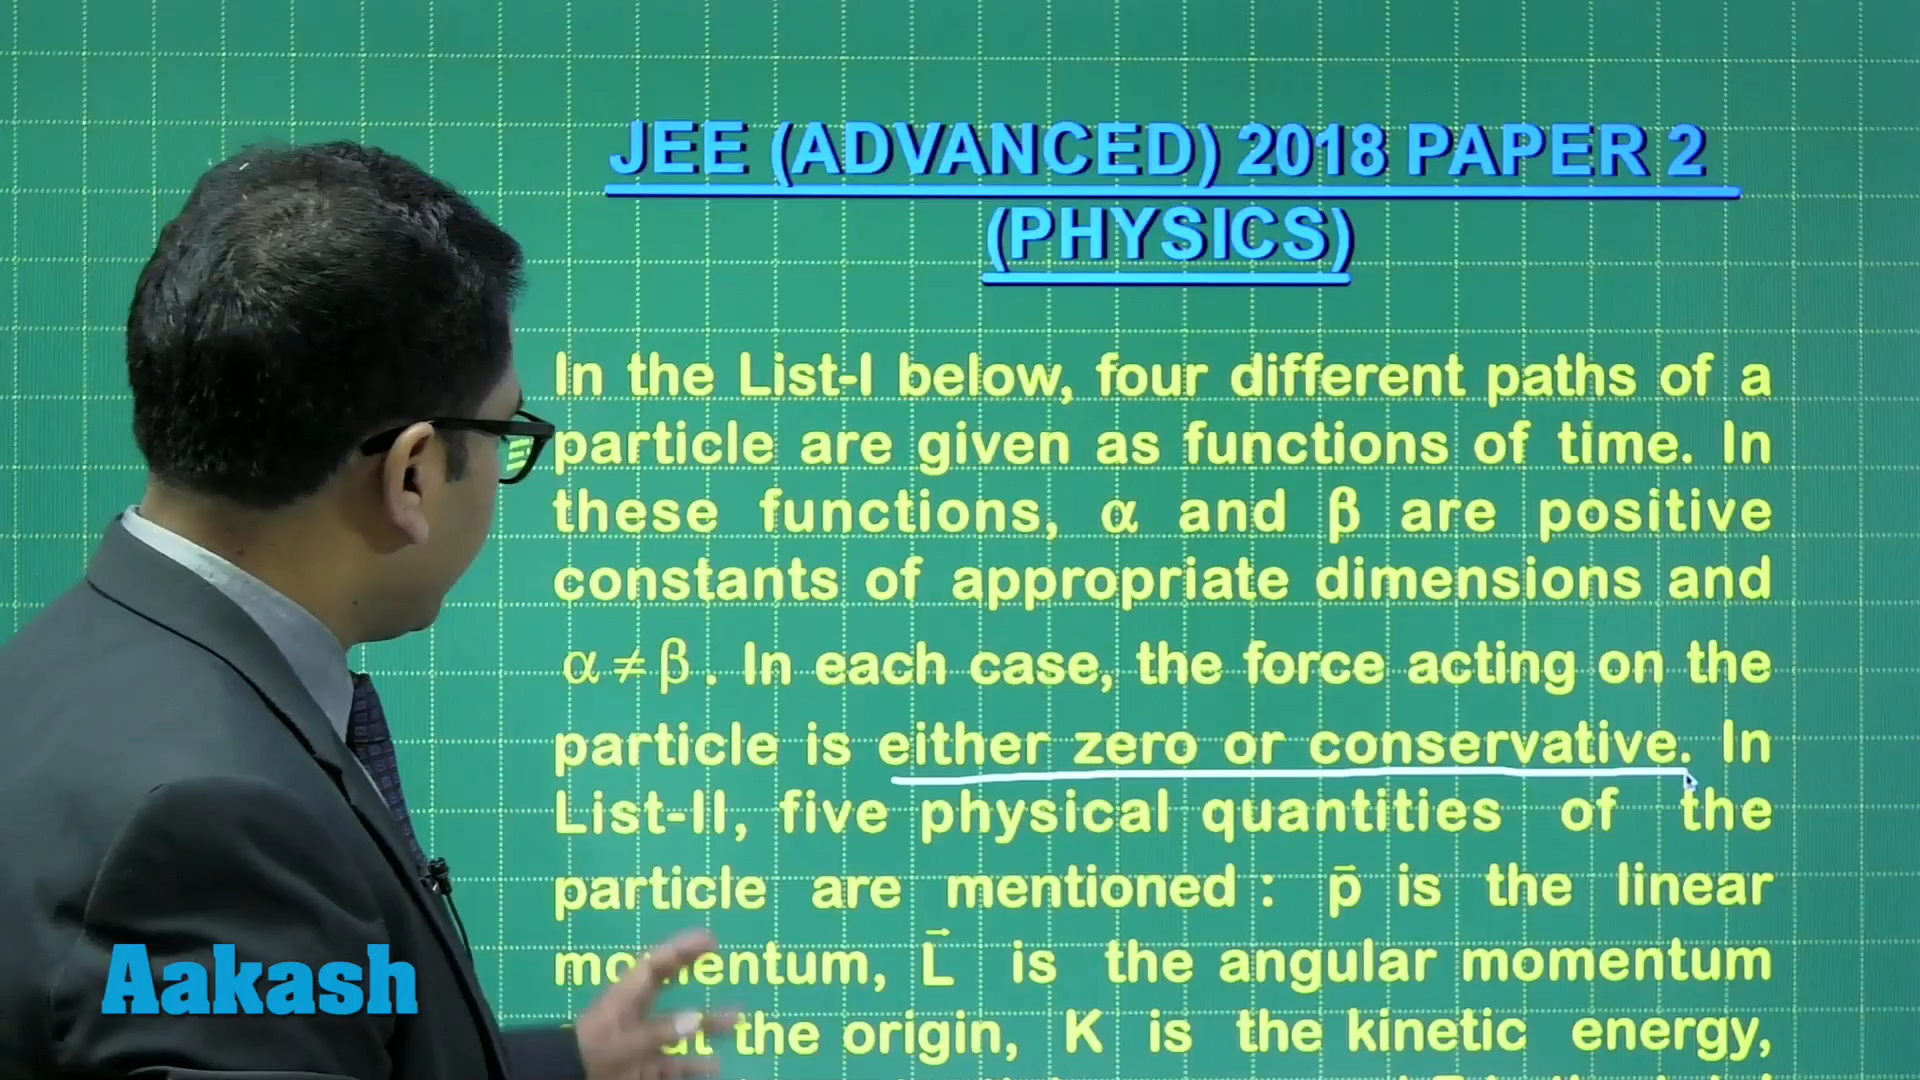 JEE (ADVANCED) 2018 PAPER 2
(PHYSICS)
In the List-I below, four different paths of a
particle are given as functions of time. In
these functions, α and β are positive
constants of appropriate dimensions and
α ≠ β. In each case, the force acting on the
particle is either zero or conservative. In
List-II, five physical quantities of the
particle are mentioned : p̄ is the linear
momentum, L⃗ is the angular momentum
the origin, K is the kinetic energy,
Aakash